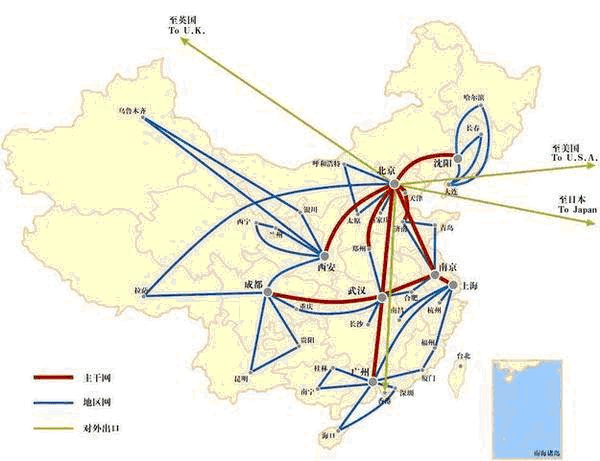 至英国
To U.K.
哈尔滨
乌鲁木齐
长春
至美国
To U.S.A.
呼和浩特
沈阳
北京
大连
天津
至日本
To Japan
银川
太原
石家庄
西宁
兰州
济南
青岛
郑州
西安
南京
成都
武汉
合肥
上海
拉萨
重庆
南昌
杭州
长沙
贵阳
福州
台北
昆明
桂林
广州
厦门
主干网
南宁
深圳
香港
地区网
海口
对外出口
南海诸岛